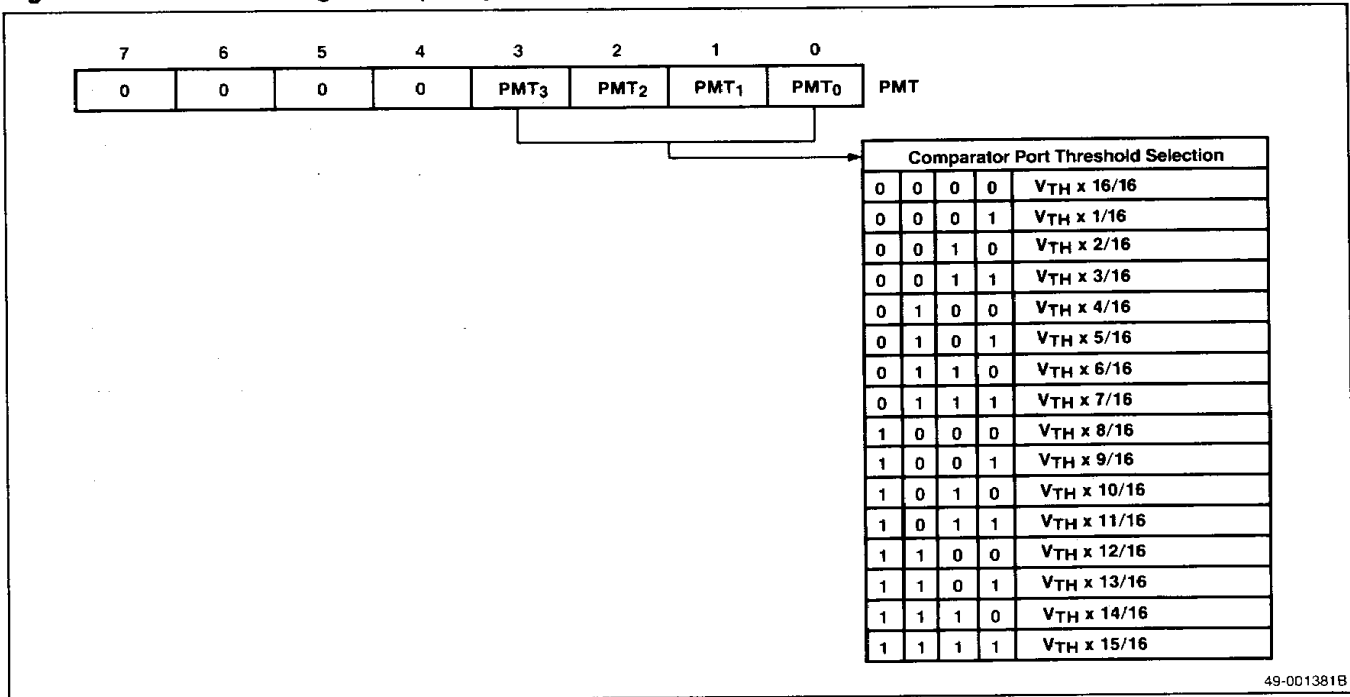 7 6 5 4 3 2 1 0
0 0 0 0 PMT3 PMT2 PMT1 PMT0 PMT
Comparator Port Threshold Selection
0 0 0 0 VTH x 16/16
0 0 0 1 VTH x 1/16
0 0 1 0 VTH x 2/16
0 0 1 1 VTH x 3/16
0 1 0 0 VTH x 4/16
0 1 0 1 VTH x 5/16
0 1 1 0 VTH x 6/16
0 1 1 1 VTH x 7/16
1 0 0 0 VTH x 8/16
1 0 0 1 VTH x 9/16
1 0 1 0 VTH x 10/16
1 0 1 1 VTH x 11/16
1 1 0 0 VTH x 12/16
1 1 0 1 VTH x 13/16
1 1 1 0 VTH x 14/16
1 1 1 1 VTH x 15/16
49-001381B